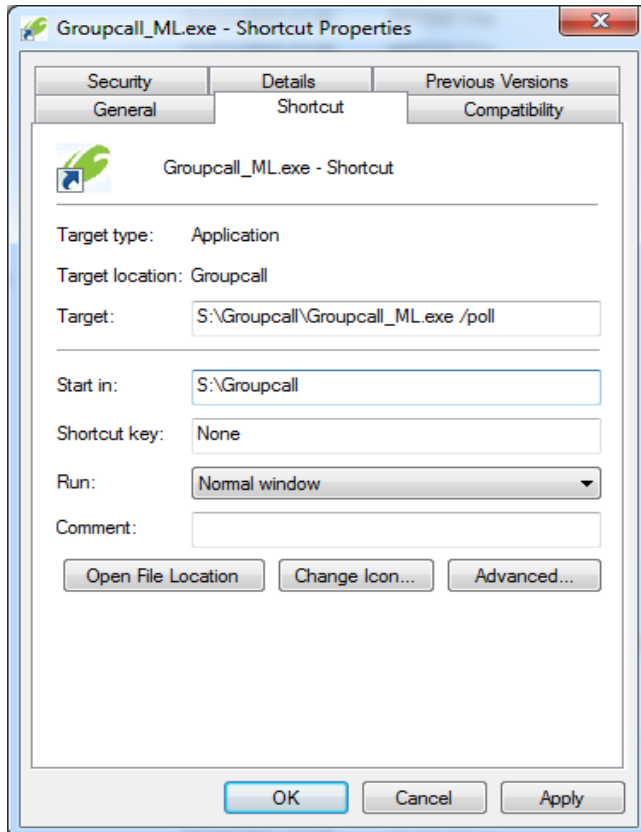 Groupcall_ML.exe - Shortcut Properties
Security Details Previous Versions
General Shortcut Compatibility
Groupcall_ML.exe - Shortcut
Target type: Application
Target location: Groupcall
Target: S:\Groupcall\Groupcall_ML.exe /poll
Start in: S:\Groupcall
Shortcut key: None
Run: Normal window
Comment:
Open File Location Change Icon... Advanced...
OK Cancel Apply